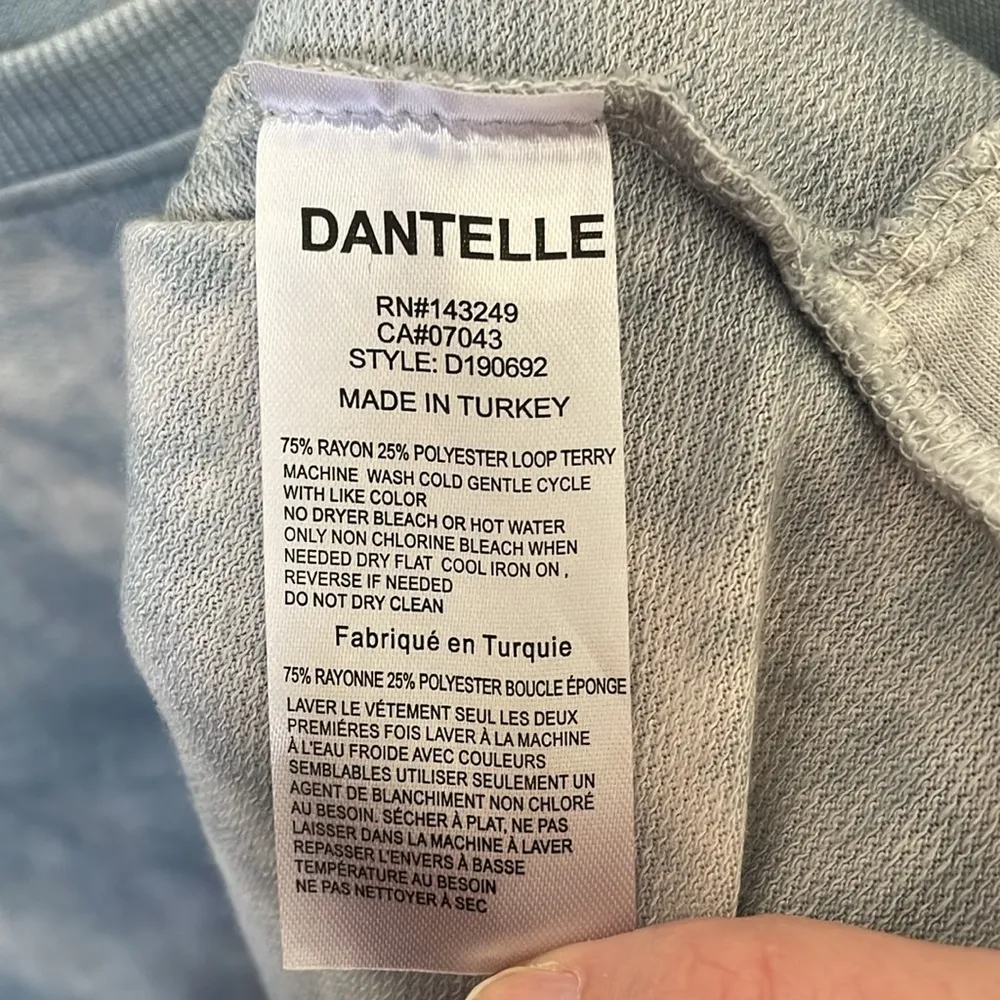 DANTELLE
RN#143249
CA#07043
STYLE: D190692
MADE IN TURKEY
75% RAYON 25% POLYESTER LOOP TERRY
MACHINE WASH COLD GENTLE CYCLE
WITH LIKE COLOR
NO DRYER BLEACH OR HOT WATER
ONLY NON CHLORINE BLEACH WHEN
NEEDED DRY FLAT COOL IRON ON ,
REVERSE IF NEEDED
DO NOT DRY CLEAN
Fabriqué en Turquie
75% RAYONNE 25% POLYESTER BOUCLE ÉPONGE
LAVER LE VÉTEMENT SEUL LES DEUX
PREMIÉRES FOIS LAVER À LA MACHINE
À L'EAU FROIDE AVEC COULEURS
SEMBLABLES UTILISER SEULEMENT UN
AGENT DE BLANCHIMENT NON CHLORÉ
AU BESOIN. SÉCHER À PLAT, NE PAS
LAISSER DANS LA MACHINE À LAVER
REPASSER L'ENVERS À BASSE
TEMPÉRATURE AU BESOIN
NE PAS NETTOYER À SEC